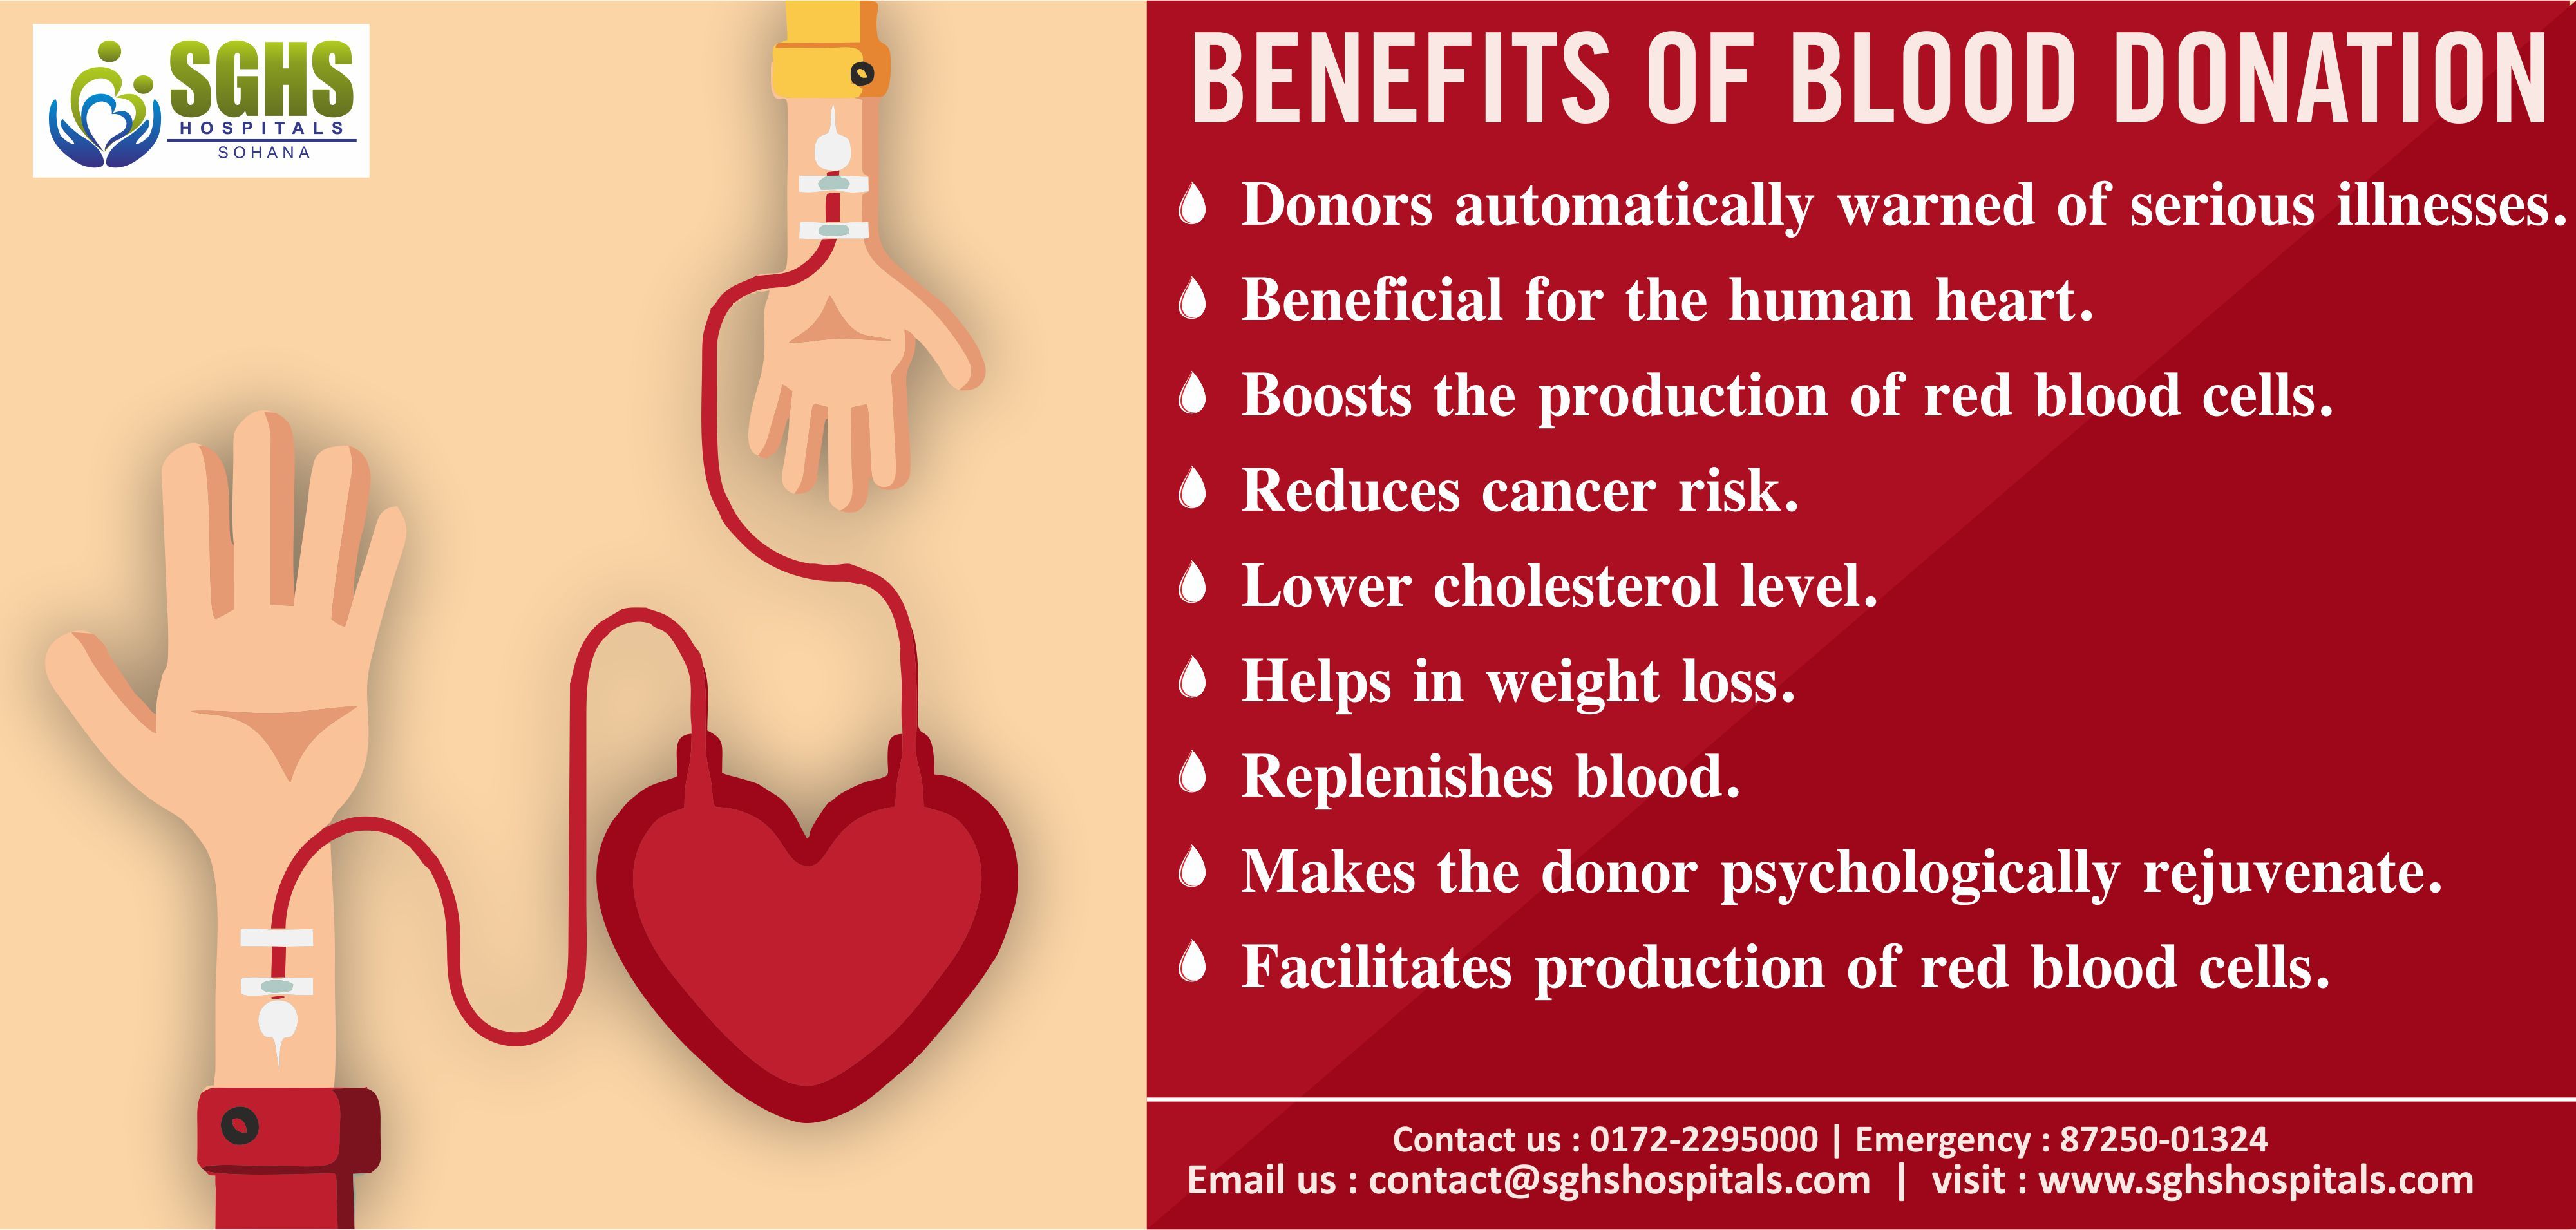 SGHS
HOSPITALS
SOHANA
BENEFITS OF BLOOD DONATION
Donors automatically warned of serious illnesses.
Beneficial for the human heart.
Boosts the production of red blood cells.
Reduces cancer risk.
Lower cholesterol level.
Helps in weight loss.
Replenishes blood.
Makes the donor psychologically rejuvenate.
Facilitates production of red blood cells.
Contact us : 0172-2295000 | Emergency : 87250-01324
Email us : contact@sghshospitals.com | visit : www.sghshospitals.com